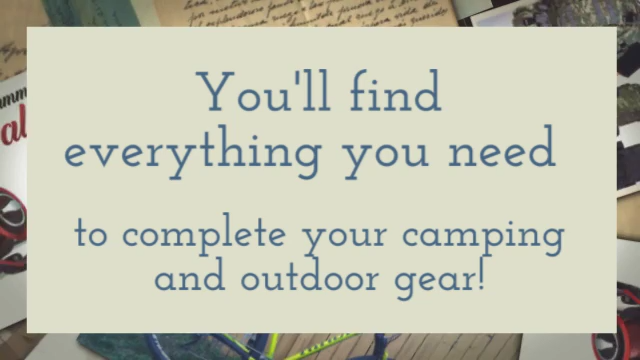 You'll find
everything you need
to complete your camping
and outdoor gear!